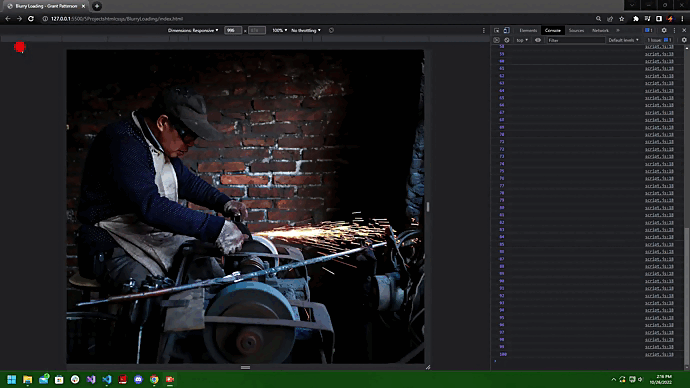 Blurry Loading - Grant Patterson
127.0.0.1:5500/5Projectshtmlcssjs/BlurryLoading/index.html
Dimensions: Responsive 996 x 100% No throttling
Elements Console Sources Network
top Filter Default levels 1 Issue: 1
58 script.js:18
59 script.js:18
60 script.js:18
61 script.js:18
62 script.js:18
63 script.js:18
64 script.js:18
65 script.js:18
66 script.js:18
67 script.js:18
68 script.js:18
69 script.js:18
70 script.js:18
71 script.js:18
72 script.js:18
73 script.js:18
74 script.js:18
75 script.js:18
76 script.js:18
77 script.js:18
78 script.js:18
79 script.js:18
80 script.js:18
81 script.js:18
82 script.js:18
83 script.js:18
84 script.js:18
85 script.js:18
86 script.js:18
87 script.js:18
88 script.js:18
89 script.js:18
90 script.js:18
91 script.js:18
92 script.js:18
93 script.js:18
94 script.js:18
95 script.js:18
96 script.js:18
97 script.js:18
98 script.js:18
99 script.js:18
100 script.js:18
2:16 PM
10/26/2022